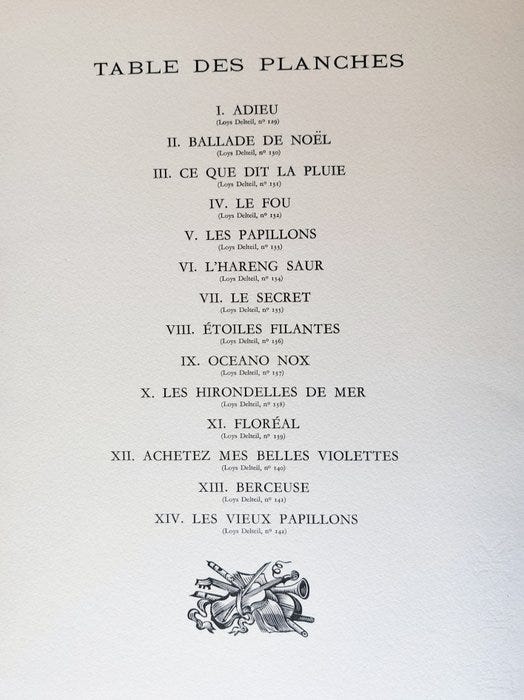 TABLE DES PLANCHES
I. ADIEU
(Loys Delteil, nº 129)
II. BALLADE DE NOËL
(Loys Delteil, nº 130)
III. CE QUE DIT LA PLUIE
(Loys Delteil, nº 131)
IV. LE FOU
(Loys Delteil, nº 132)
V. LES PAPILLONS
(Loys Delteil, nº 133)
VI. L'HARENG SAUR
(Loys Delteil, nº 134)
VII. LE SECRET
(Loys Delteil, nº 135)
VIII. ÉTOILES FILANTES
(Loys Delteil, nº 136)
IX. OCEANO NOX
(Loys Delteil, nº 137)
X. LES HIRONDELLES DE MER
(Loys Delteil, nº 138)
XI. FLORÉAL
(Loys Delteil, nº 139)
XII. ACHETEZ MES BELLES VIOLETTES
(Loys Delteil, nº 140)
XIII. BERCEUSE
(Loys Delteil, nº 142)
XIV. LES VIEUX PAPILLONS
(Loys Delteil, nº 142)